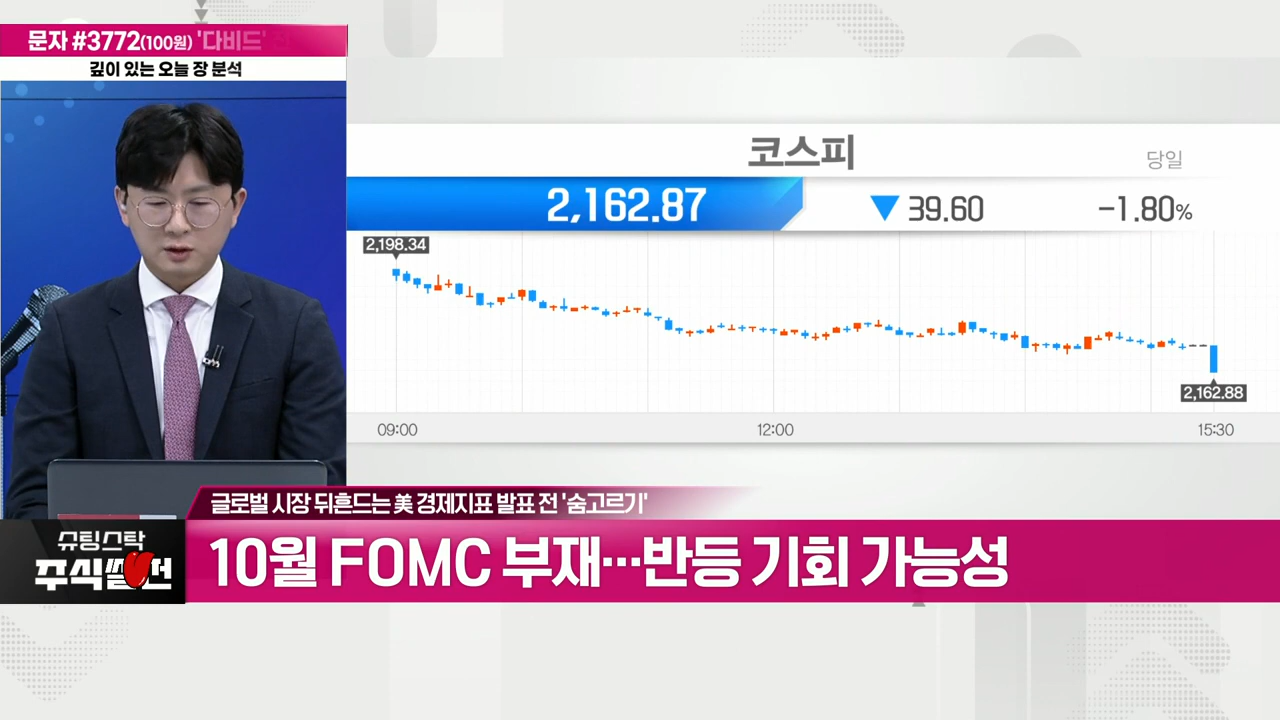 문자 #3772(100원) '다비드'
깊이 있는 오늘 장 분석
코스피
당일
2,162.87 ▼ 39.60 -1.80%
2,198.34
2,162.88
09:00 12:00 15:30
글로벌 시장 뒤흔드는 美 경제지표 발표 전 '숨고르기'
슈팅스탁
주식썰전
10월 FOMC 부재…반등 기회 가능성